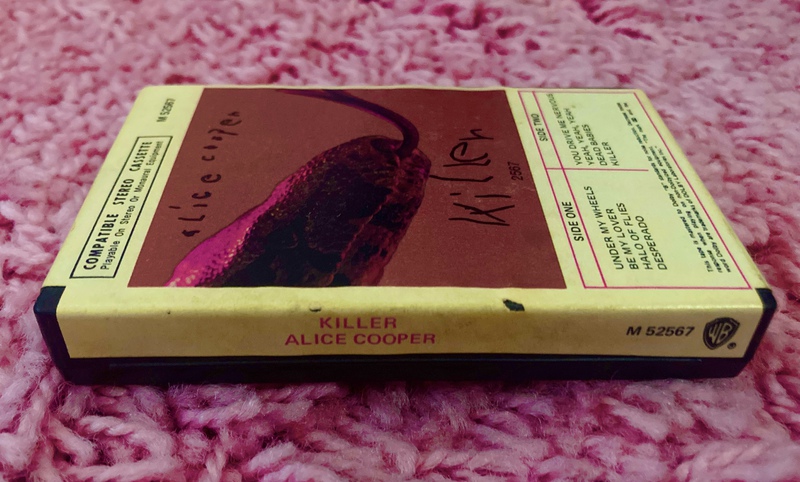 M 52567
COMPATIBLE STEREO CASSETTE
Playable On Stereo Or Monaural Equipment
alice cooper
Killer
2567
SIDE ONE
UNDER MY WHEELS
BE MY LOVER
HALO OF FLIES
DESPERADO
SIDE TWO
YOU DRIVE ME NERVOUS
YEAH, YEAH, YEAH
DEAD BABIES
KILLER
KILLER
ALICE COOPER
M 52567
WB
®